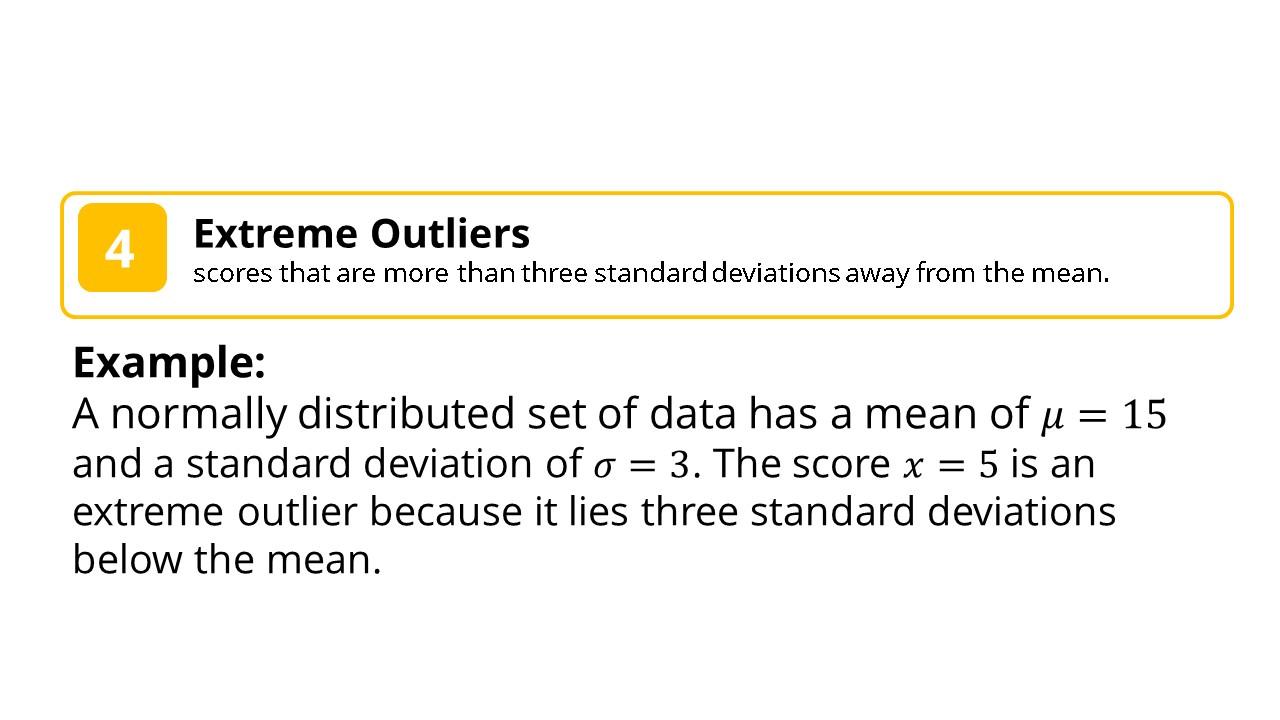 4
Extreme Outliers
scores that are more than three standard deviations away from the mean.
Example:
A normally distributed set of data has a mean of 𝜇 = 15
and a standard deviation of 𝜎 = 3. The score 𝑥 = 5 is an
extreme outlier because it lies three standard deviations
below the mean.